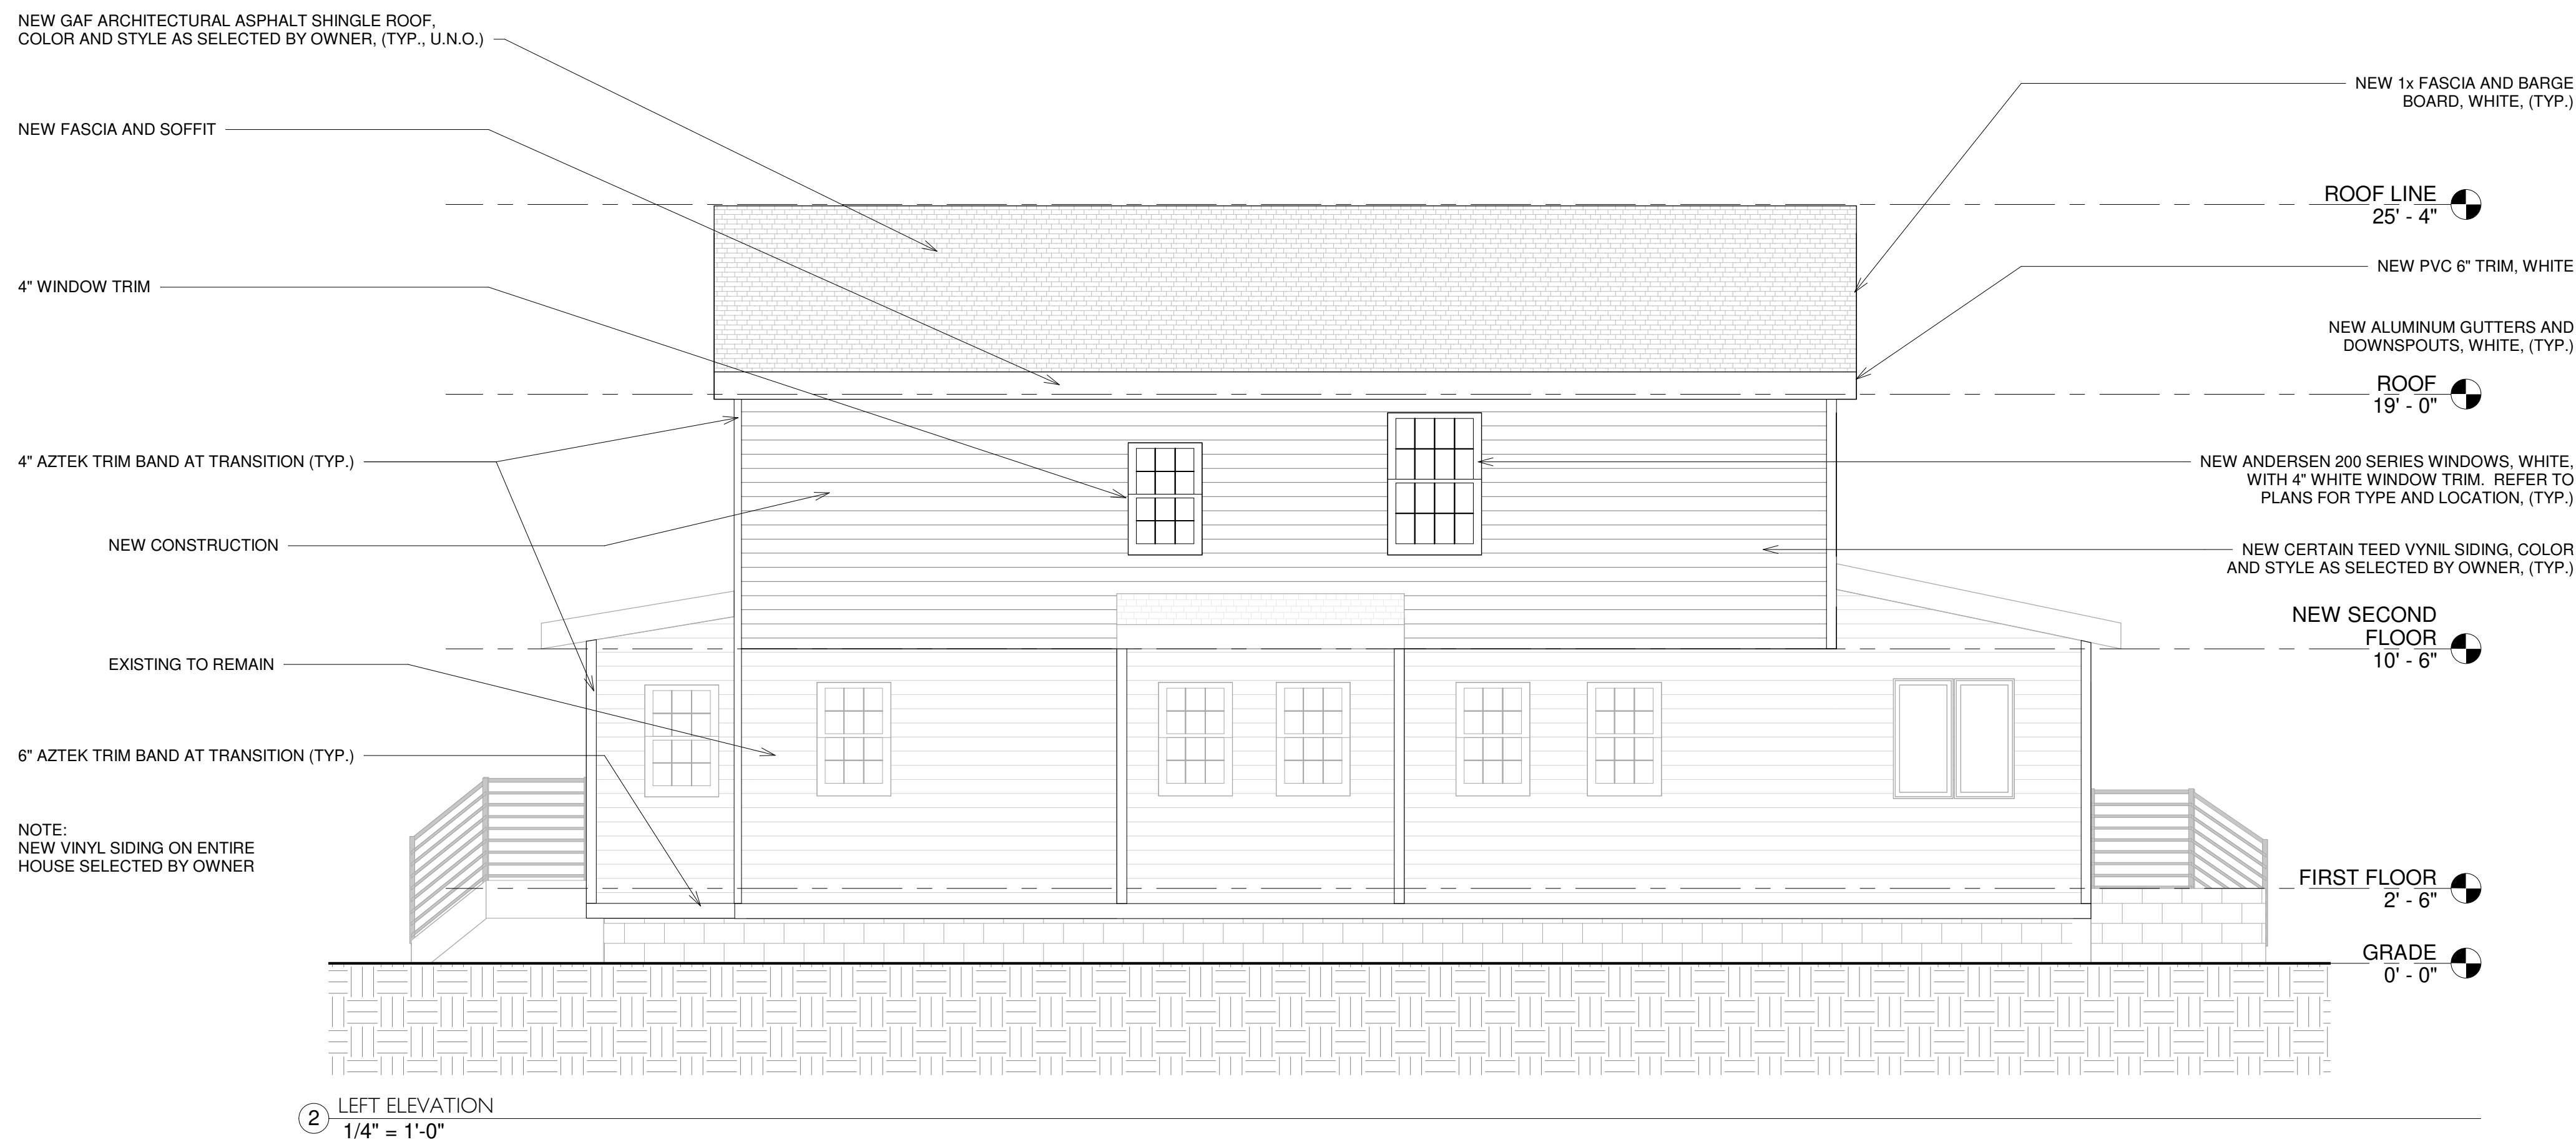 NEW GAF ARCHITECTURAL ASPHALT SHINGLE ROOF,
COLOR AND STYLE AS SELECTED BY OWNER, (TYP., U.N.O.)
NEW FASCIA AND SOFFIT
4" WINDOW TRIM
4" AZTEK TRIM BAND AT TRANSITION (TYP.)
NEW CONSTRUCTION
EXISTING TO REMAIN
6" AZTEK TRIM BAND AT TRANSITION (TYP.)
NOTE:
NEW VINYL SIDING ON ENTIRE
HOUSE SELECTED BY OWNER
NEW 1x FASCIA AND BARGE
BOARD, WHITE, (TYP.)
ROOF LINE
25' - 4"
NEW PVC 6" TRIM, WHITE
NEW ALUMINUM GUTTERS AND
DOWNSPOUTS, WHITE, (TYP.)
ROOF
19' - 0"
NEW ANDERSEN 200 SERIES WINDOWS, WHITE,
WITH 4" WHITE WINDOW TRIM. REFER TO
PLANS FOR TYPE AND LOCATION, (TYP.)
NEW CERTAIN TEED VYNIL SIDING, COLOR
AND STYLE AS SELECTED BY OWNER, (TYP.)
NEW SECOND
FLOOR
10' - 6"
FIRST FLOOR
2' - 6"
GRADE
0' - 0"
2
LEFT ELEVATION
1/4" = 1'-0"